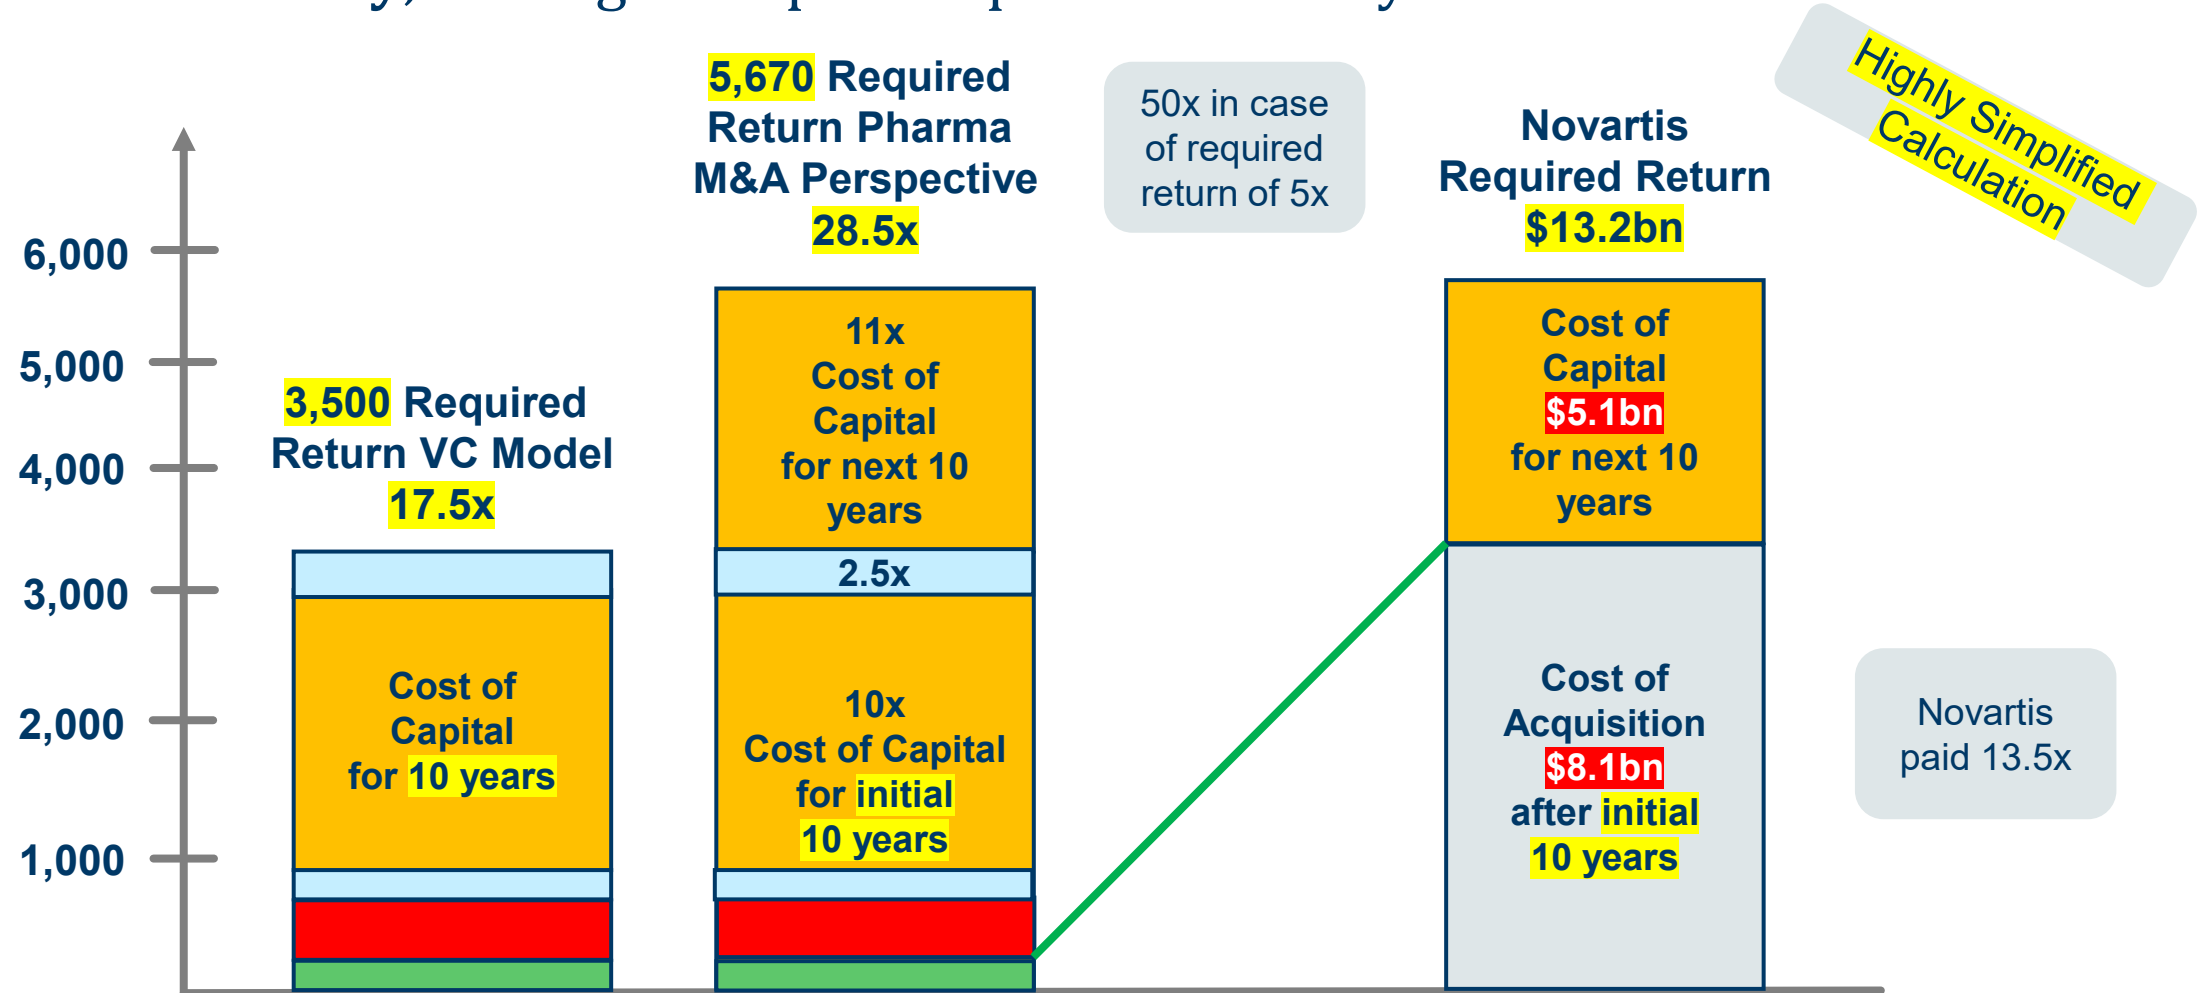 5,670 Required
Return Pharma
M&A Perspective
28.5x
50x in case
of required
return of 5x
Novartis
Required Return
$13.2bn
Highly Simplified
Calculation
6,000
5,000
4,000
3,000
2,000
1,000
3,500 Required
Return VC Model
17.5x
Cost of
Capital
for 10 years
11x
Cost of
Capital
for next 10
years
2.5x
10x
Cost of Capital
for initial
10 years
Cost of
Capital
$5.1bn
for next 10
years
Cost of
Acquisition
$8.1bn
after initial
10 years
Novartis
paid 13.5x